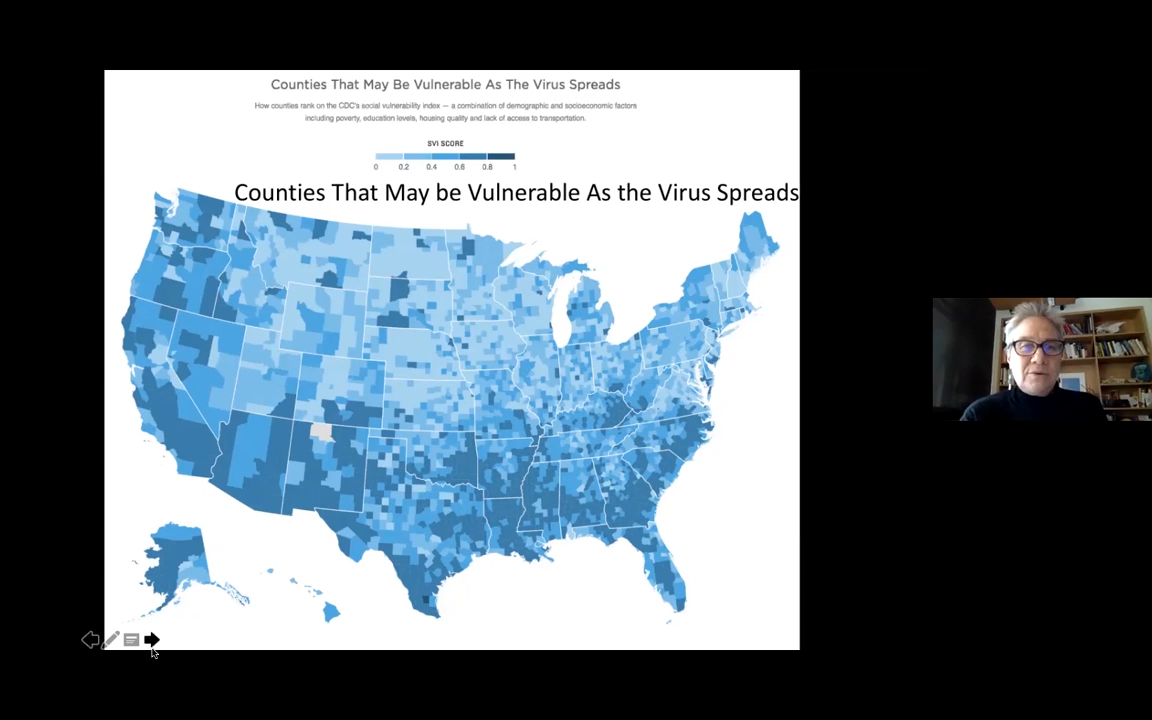 Counties That May Be Vulnerable As The Virus Spreads
How counties rank on the CDC's social vulnerability index — a combination of demographic and socioeconomic factors
including poverty, education levels, housing quality and lack of access to transportation.
SVI SCORE
0 0.2 0.4 0.6 0.8 1
Counties That May be Vulnerable As the Virus Spreads